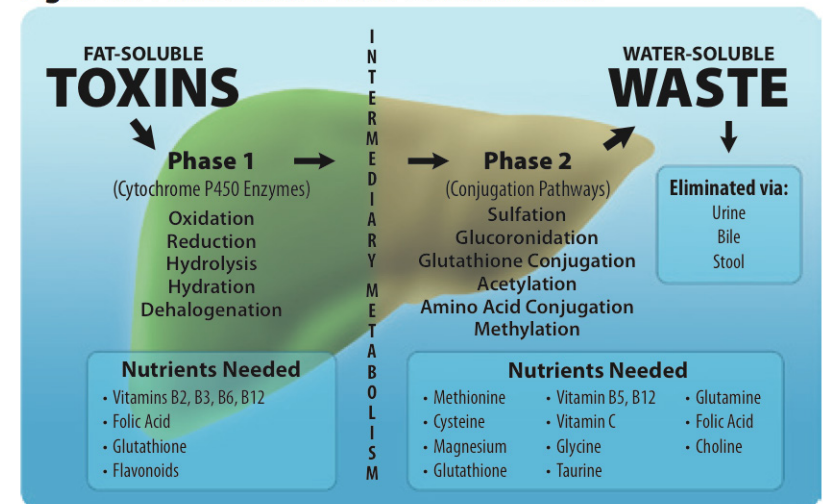 FAT-SOLUBLE
TOXINS
INTERMEDIARY METABOLISM
WATER-SOLUBLE
WASTE
Phase 1
(Cytochrome P450 Enzymes)
Oxidation
Reduction
Hydrolysis
Hydration
Dehalogenation
Phase 2
(Conjugation Pathways)
Sulfation
Glucoronidation
Glutathione Conjugation
Acetylation
Amino Acid Conjugation
Methylation
Eliminated via:
Urine
Bile
Stool
Nutrients Needed
• Vitamins B2, B3, B6, B12
• Folic Acid
• Glutathione
• Flavonoids
Nutrients Needed
• Methionine
• Cysteine
• Magnesium
• Glutathione
• Vitamin B5, B12
• Vitamin C
• Glycine
• Taurine
• Glutamine
• Folic Acid
• Choline